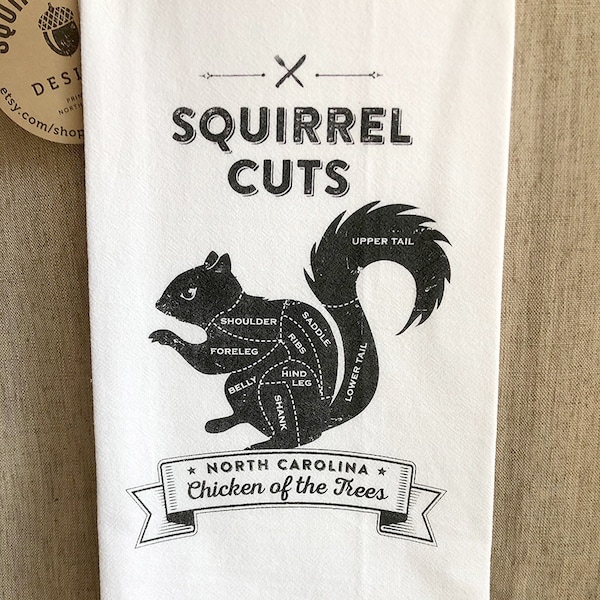 DESI
etsy.com/shop
SQUIRREL
CUTS
UPPER TAIL
SHOULDER
SADDLE
RIBS
FORELEG
LOWER TAIL
BELLY
HIND
LEG
SHANK
★ NORTH CAROLINA ★
Chicken of the Trees